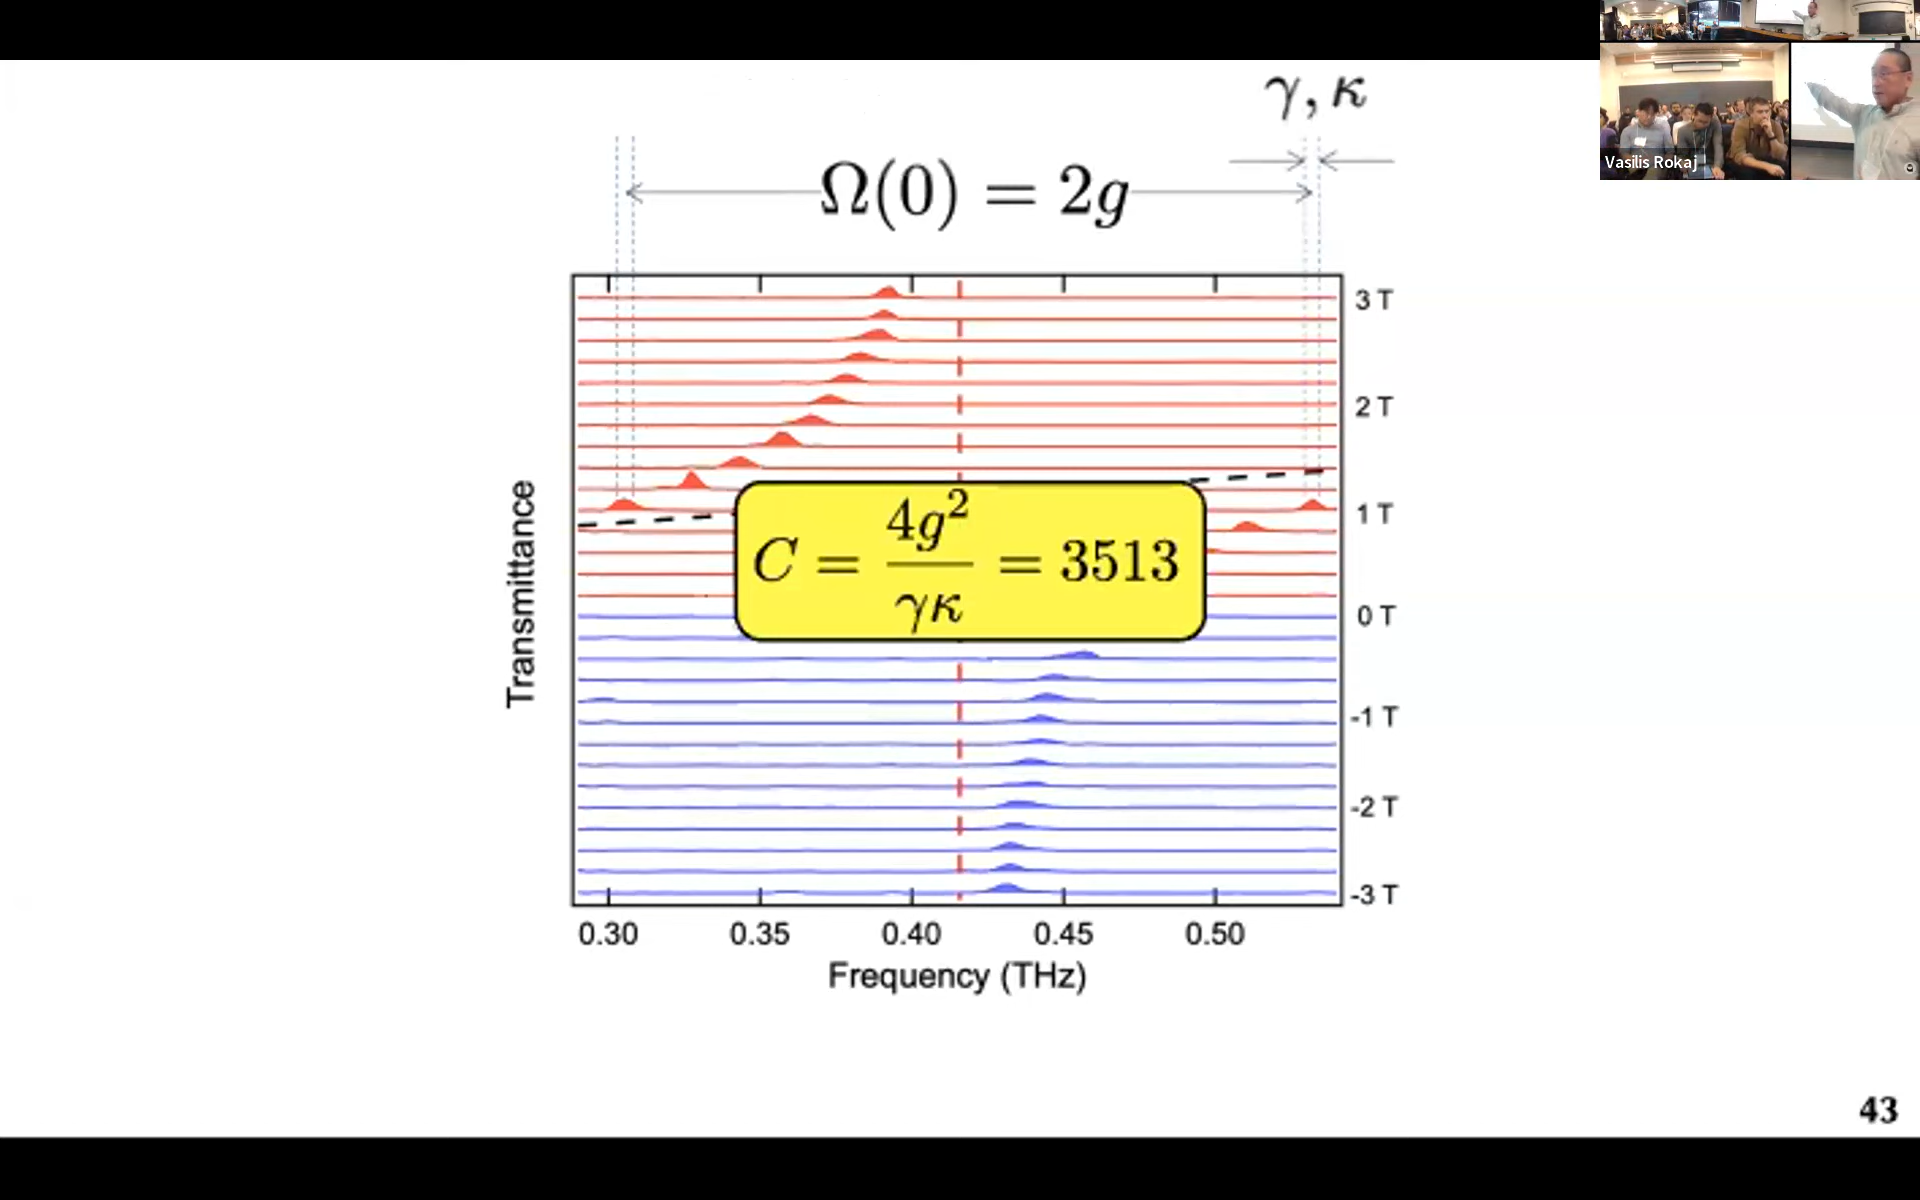 γ, κ
Ω(0) = 2g
3 T
2 T
1 T
0 T
-1 T
-2 T
-3 T
Transmittance
C = 4g² / γκ = 3513
0.30 0.35 0.40 0.45 0.50
Frequency (THz)
43
Vasilis Rokaj